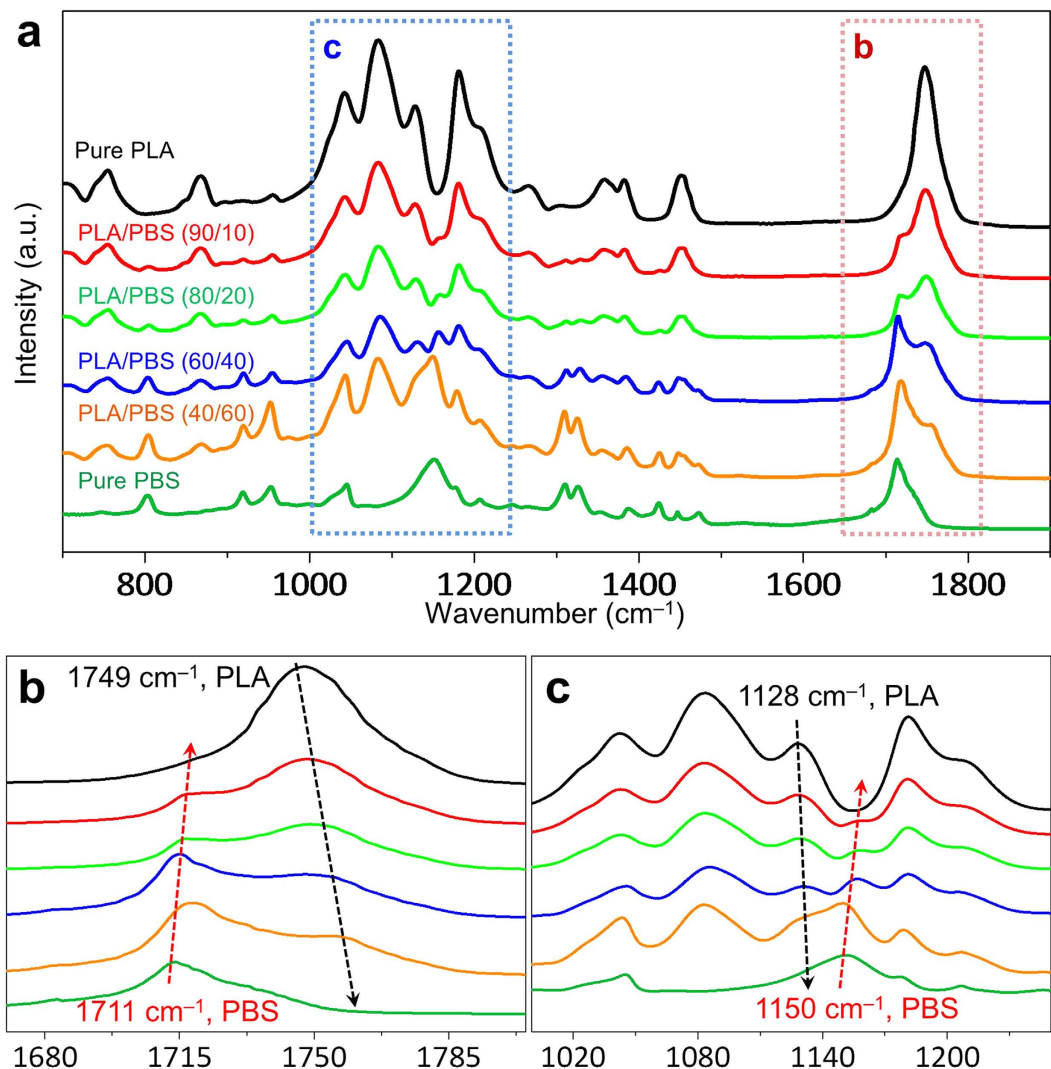 a
c
b
Pure PLA
PLA/PBS (90/10)
PLA/PBS (80/20)
PLA/PBS (60/40)
PLA/PBS (40/60)
Pure PBS
Intensity (a.u.)
800 1000 1200 1400 1600 1800
Wavenumber (cm⁻¹)
b
1749 cm⁻¹, PLA
1711 cm⁻¹, PBS
1680 1715 1750 1785
c
1128 cm⁻¹, PLA
1150 cm⁻¹, PBS
1020 1080 1140 1200